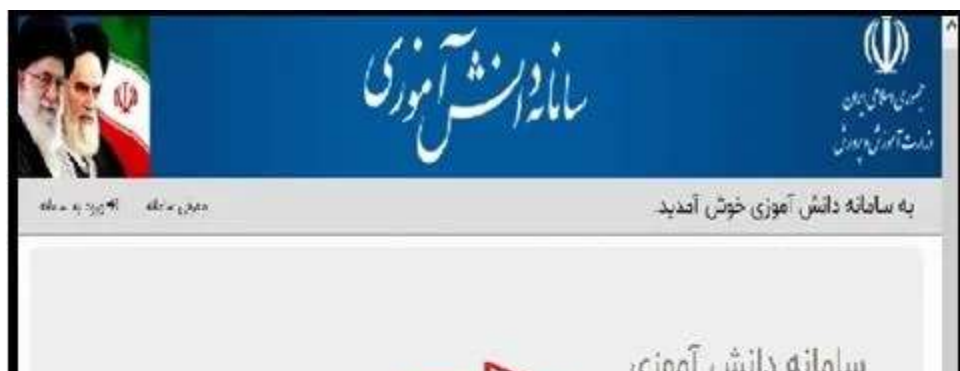 سامانه دانش آموزی
جمهوری اسلامی ایران
وزارت آموزش و پرورش
به سامانه دانش آموزی خوش آمدید.
معرفی سامانه
ورود به سامانه
سامانه دانش آموزی